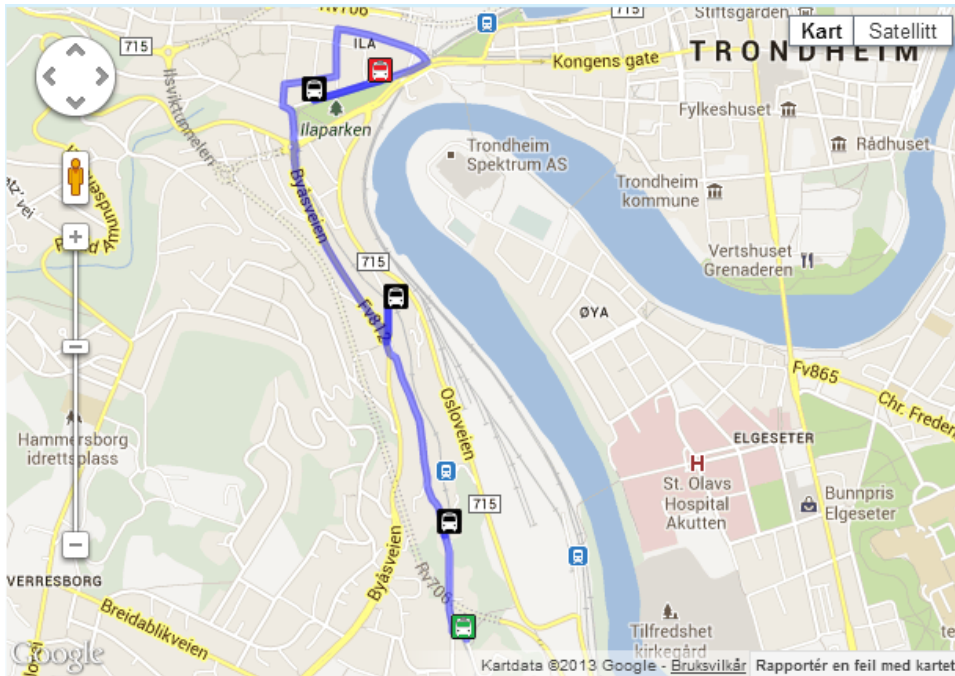 Rv706
715
ILA
Stiftsgården
Kart
Satellitt
TRONDHEIM
Kongens gate
Fylkeshuset
Ilsviktunnelen
Ilaparken
Trondheim
Spektrum AS
Rådhuset
Trondheim
kommune
Byåsveien
715
Vertshuset
Grenaderen
Fv812
ØYA
Fv865
Chr. Frederi
Osloveien
Hammersborg
idrettsplass
ELGESETER
H
St. Olavs
Hospital
Akutten
715
Bunnpris
Elgeseter
VERRESBORG
Byåsveien
Rv706
Breidablikveien
Tilfredshet
kirkegård
Google
Kartdata ©2013 Google - Bruksvilkår
Rapportér en feil med kartet